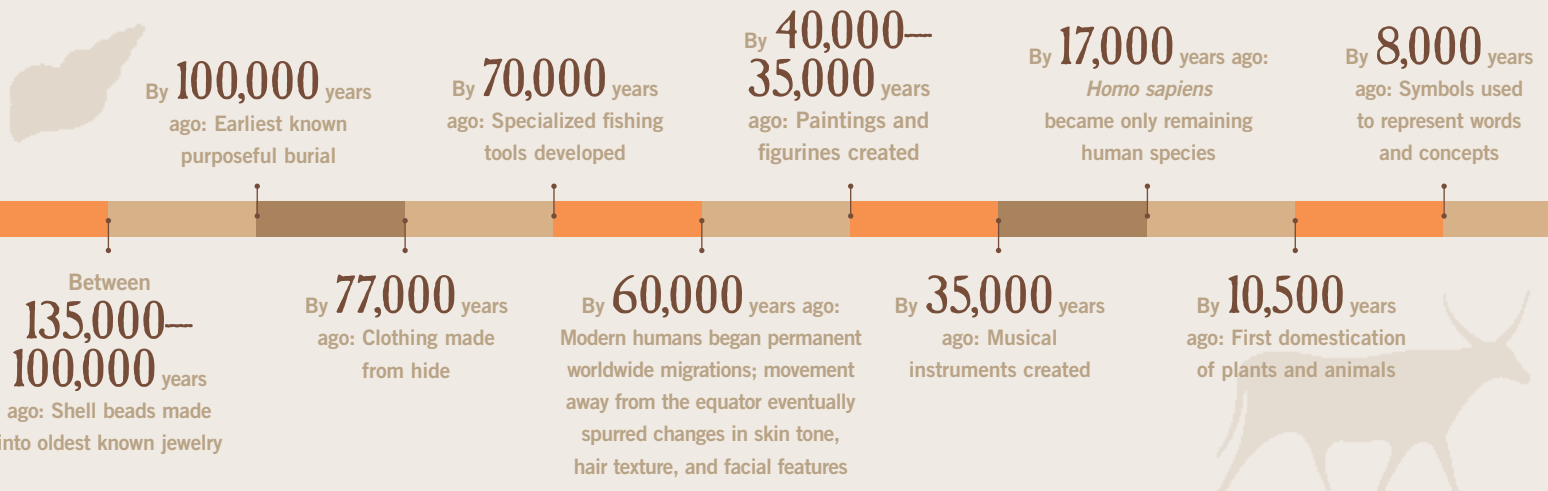 Between
135,000—
100,000 years
ago: Shell beads made
into oldest known jewelry
By 100,000 years
ago: Earliest known
purposeful burial
By 77,000 years
ago: Clothing made
from hide
By 70,000 years
ago: Specialized fishing
tools developed
By 60,000 years ago:
Modern humans began permanent
worldwide migrations; movement
away from the equator eventually
spurred changes in skin tone,
hair texture, and facial features
By 40,000—
35,000 years
ago: Paintings and
figurines created
By 35,000 years
ago: Musical
instruments created
By 17,000 years ago:
Homo sapiens
became only remaining
human species
By 10,500 years
ago: First domestication
of plants and animals
By 8,000 years
ago: Symbols used
to represent words
and concepts